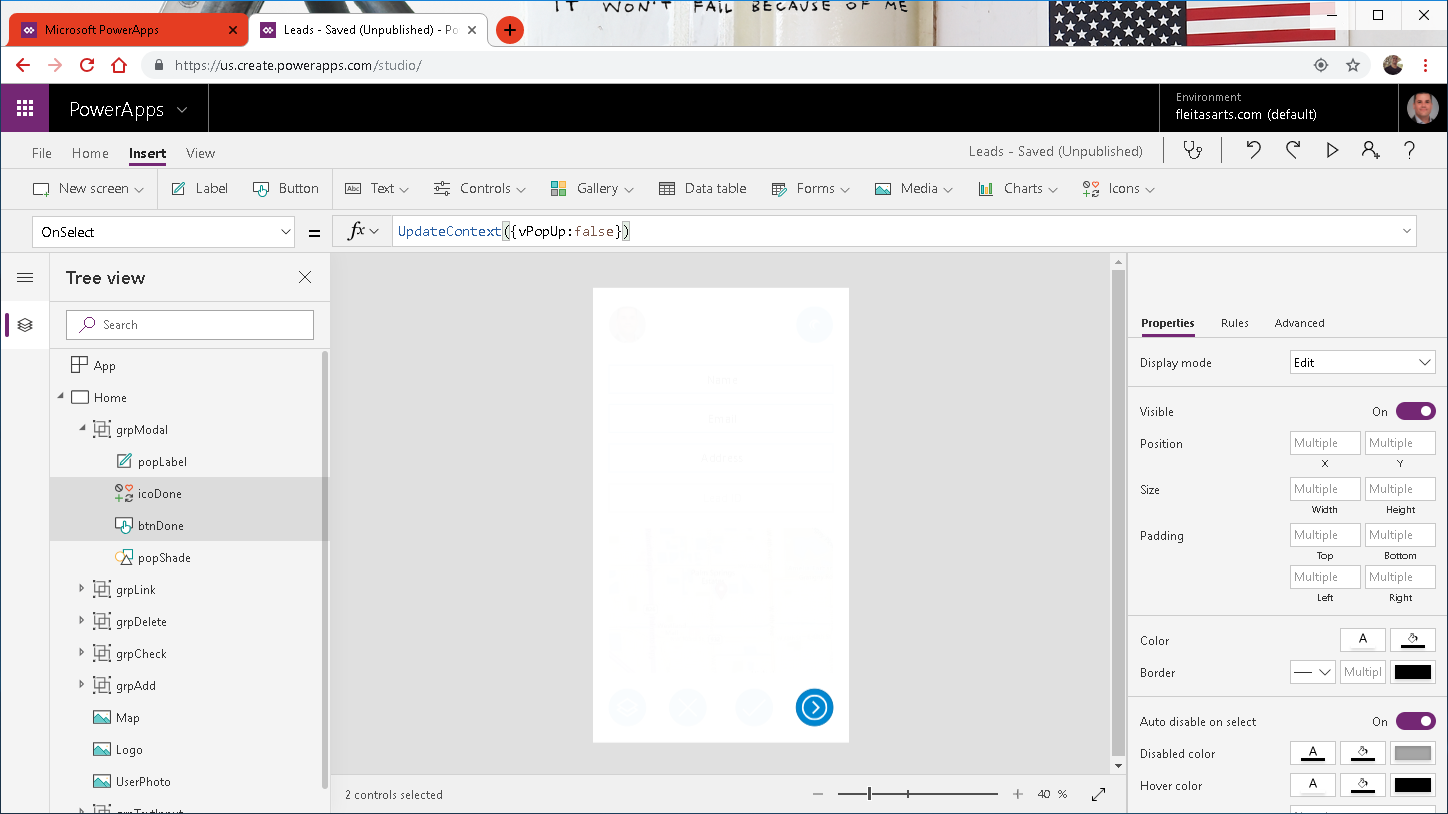 IT WON'T FAIL BECAUSE OF ME
Microsoft PowerApps
Leads - Saved (Unpublished) - Po
https://us.create.powerapps.com/studio/
PowerApps
Environment
fleitasarts.com (default)
File Home Insert View
Leads - Saved (Unpublished)
New screen Label Button Text Controls Gallery Data table Forms Media Charts Icons
OnSelect = fx UpdateContext({vPopUp:false})
Tree view
Search
App
Home
grpModal
popLabel
icoDone
btnDone
popShade
grpLink
grpDelete
grpCheck
grpAdd
Map
Logo
UserPhoto
Properties Rules Advanced
Display mode Edit
Visible On
Position Multiple Multiple
X Y
Size Multiple Multiple
Width Height
Padding Multiple Multiple
Top Bottom
Multiple Multiple
Left Right
Color A
Border Multipl
Auto disable on select On
Disabled color A
Hover color A
2 controls selected
40 %